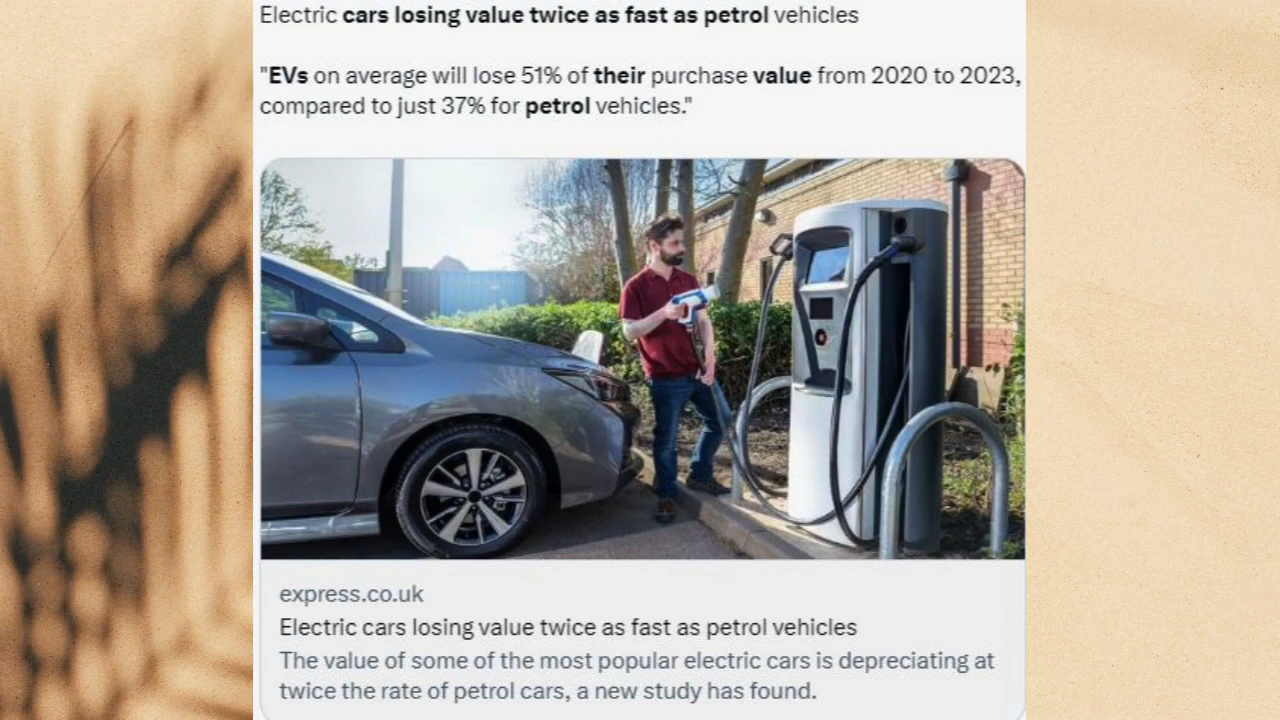 Electric cars losing value twice as fast as petrol vehicles
"EVs on average will lose 51% of their purchase value from 2020 to 2023,
compared to just 37% for petrol vehicles."
express.co.uk
Electric cars losing value twice as fast as petrol vehicles
The value of some of the most popular electric cars is depreciating at
twice the rate of petrol cars, a new study has found.